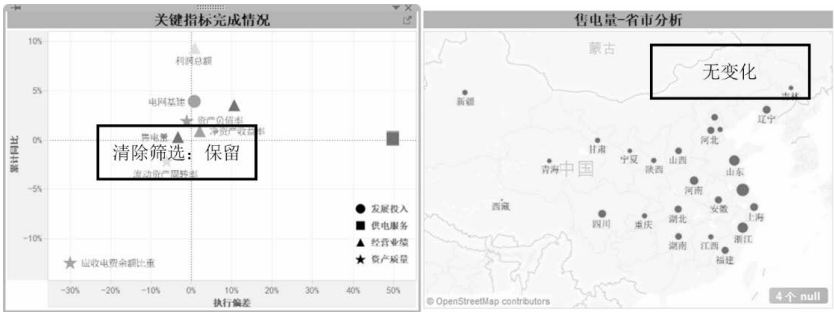 关键指标完成情况
10%
利润总额
5%
电网基建
资产负债率
净资产收益率
售电量
0%
清除筛选：保留
流动资产周转率
累计同比
-5%
发展投入
供电服务
经营业绩
资产质量
-10%
应收电费余额比重
-30%
-20%
-10%
0%
10%
20%
30%
40%
50%
执行偏差
售电量-省市分析
蒙古
无变化
吉林
新疆
辽宁
河北
甘肃
宁夏
山西
青海
中国
陕西
山东
河南
西藏
安徽
上海
四川
重庆
湖北
浙江
湖南
江西
福建
© OpenStreetMap contributors
4 个 null